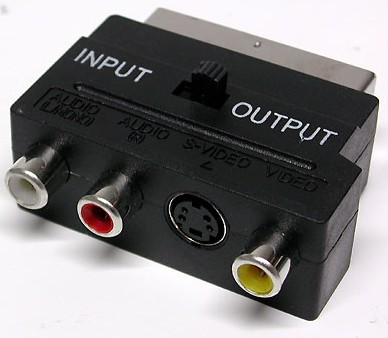 INPUT
OUTPUT
AUDIO
L(MONO)
AUDIO
(R)
S-VIDEO
VIDEO